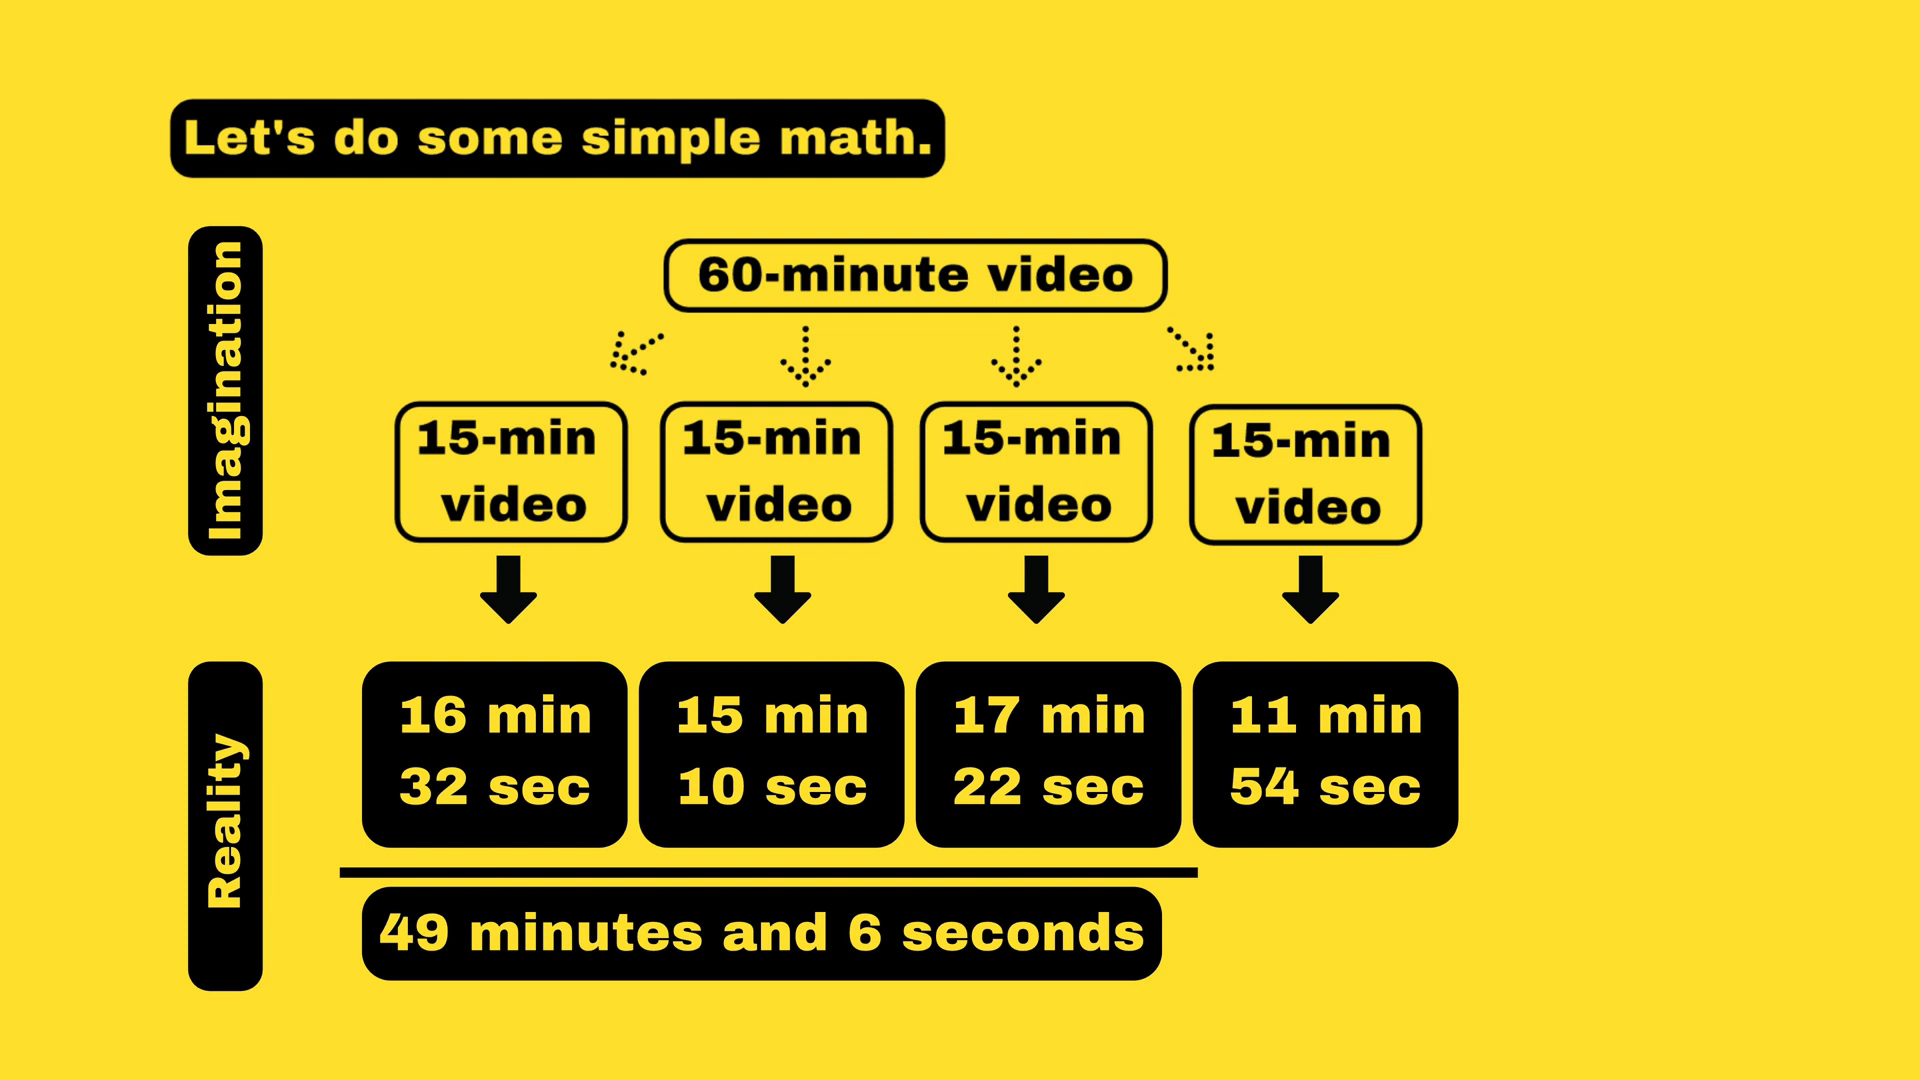 Let's do some simple math.
Imagination
60-minute video
15-min video
15-min video
15-min video
15-min video
Reality
16 min 32 sec
15 min 10 sec
17 min 22 sec
11 min 54 sec
49 minutes and 6 seconds